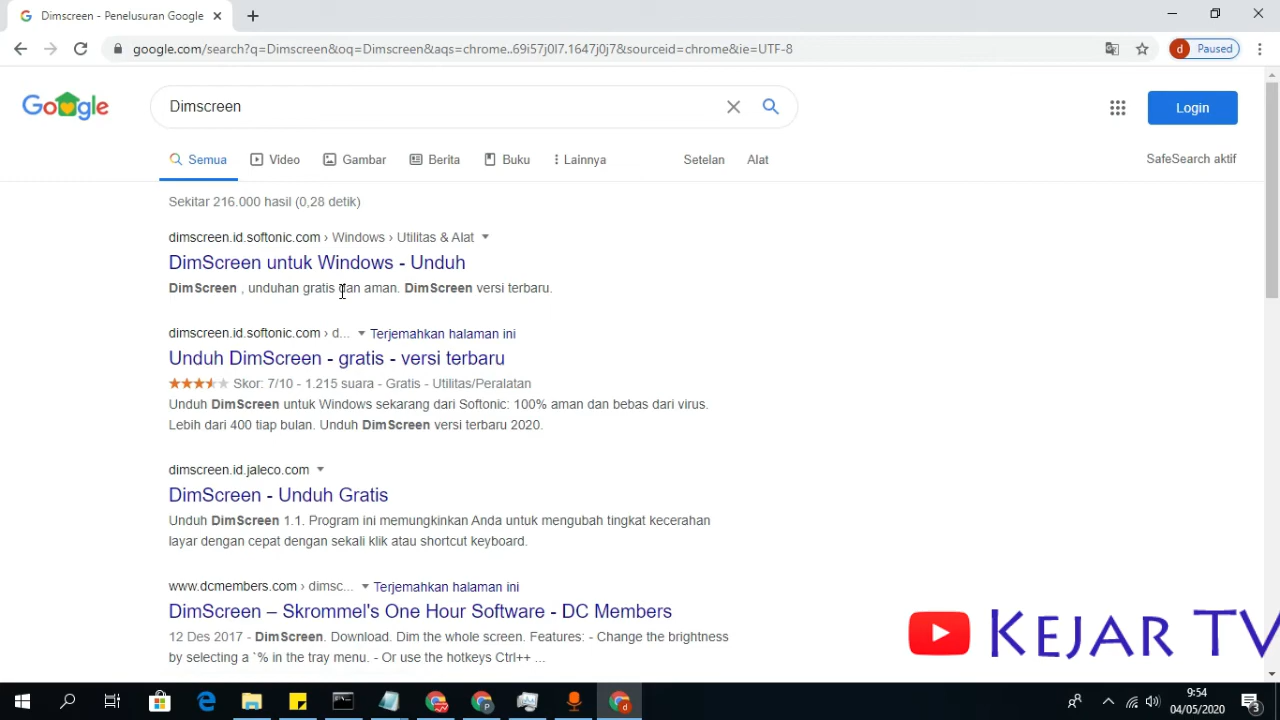 Dimscreen - Penelusuran Google
google.com/search?q=Dimscreen&oq=Dimscreen&aqs=chrome..69i57j0l7.1647j0j7&sourceid=chrome&ie=UTF-8
d Paused
Google
Dimscreen
Login
Semua Video Gambar Berita Buku Lainnya Setelan Alat SafeSearch aktif
Sekitar 216.000 hasil (0,28 detik)
dimscreen.id.softonic.com › Windows › Utilitas & Alat
DimScreen untuk Windows - Unduh
DimScreen , unduhan gratis dan aman. DimScreen versi terbaru.
dimscreen.id.softonic.com › d... Terjemahkan halaman ini
Unduh DimScreen - gratis - versi terbaru
Skor: 7/10 - 1.215 suara - Gratis - Utilitas/Peralatan
Unduh DimScreen untuk Windows sekarang dari Softonic: 100% aman dan bebas dari virus.
Lebih dari 400 tiap bulan. Unduh DimScreen versi terbaru 2020.
dimscreen.id.jaleco.com
DimScreen - Unduh Gratis
Unduh DimScreen 1.1. Program ini memungkinkan Anda untuk mengubah tingkat kecerahan
layar dengan cepat dengan sekali klik atau shortcut keyboard.
www.dcmembers.com › dimsc... Terjemahkan halaman ini
DimScreen – Skrommel's One Hour Software - DC Members
12 Des 2017 - DimScreen. Download. Dim the whole screen. Features: - Change the brightness
by selecting a `% in the tray menu. - Or use the hotkeys Ctrl++ ...
KEJAR TV
9:54
04/05/2020
3